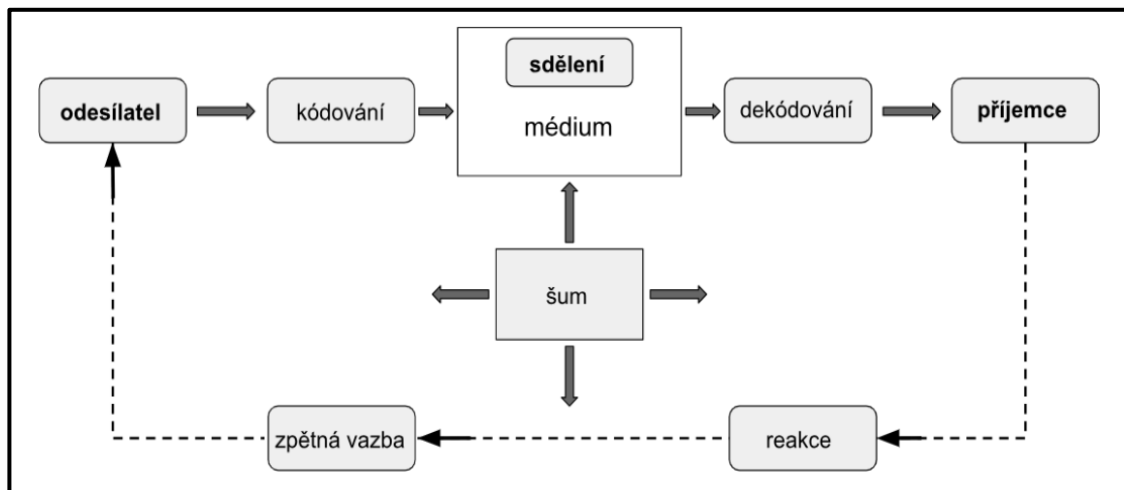 sdělení
odesílatel
kódování
médium
dekódování
příjemce
šum
zpětná vazba
reakce